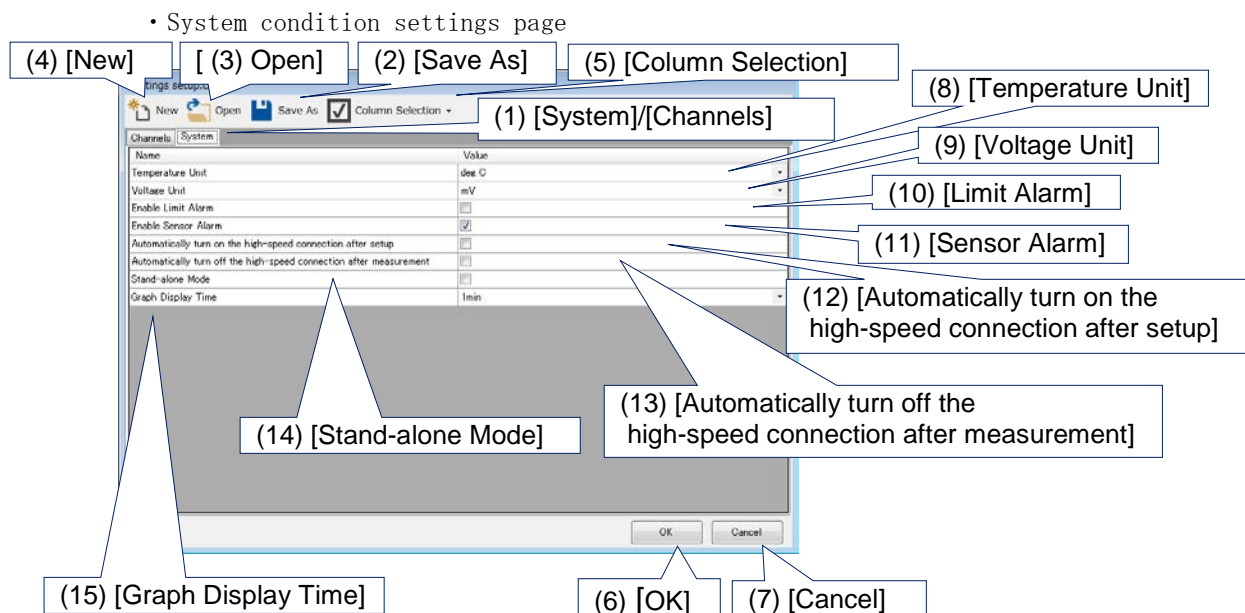 ・System condition settings page
(4) [New]
[ (3) Open]
(2) [Save As]
(5) [Column Selection]
(8) [Temperature Unit]
New Open Save As Column Selection
(1) [System]/[Channels]
(9) [Voltage Unit]
Channels System
Name Value
Temperature Unit deg C
Voltage Unit mV
(10) [Limit Alarm]
Enable Limit Alarm
Enable Sensor Alarm
(11) [Sensor Alarm]
Automatically turn on the high-speed connection after setup
Automatically turn off the high-speed connection after measurement
Stand-alone Mode
Graph Display Time 1min
(12) [Automatically turn on the
high-speed connection after setup]
(13) [Automatically turn off the
high-speed connection after measurement]
(14) [Stand-alone Mode]
OK Cancel
(15) [Graph Display Time]
(6) [OK]
(7) [Cancel]